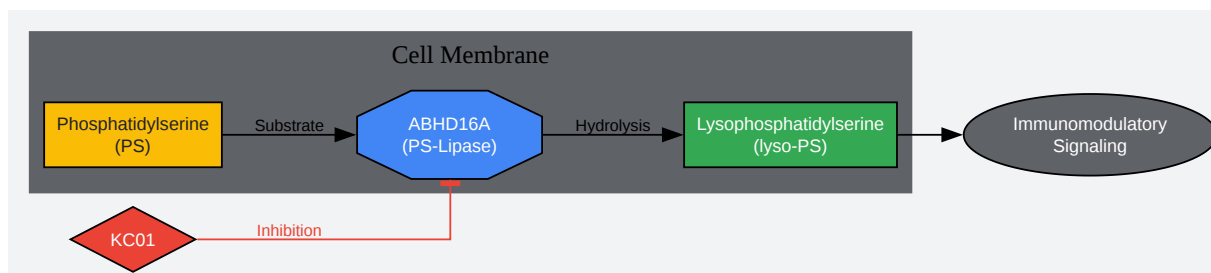 Cell Membrane
Phosphatidylserine
(PS)
Substrate
ABHD16A
(PS-Lipase)
Hydrolysis
Lysophosphatidylserine
(lyso-PS)
Immunomodulatory
Signaling
KC01
Inhibition